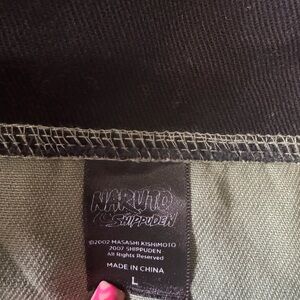 NARUTO
SHIPPUDEN
©2002 MASASHI KISHIMOTO
2007 SHIPPUDEN
All Rights Reserved
MADE IN CHINA
L